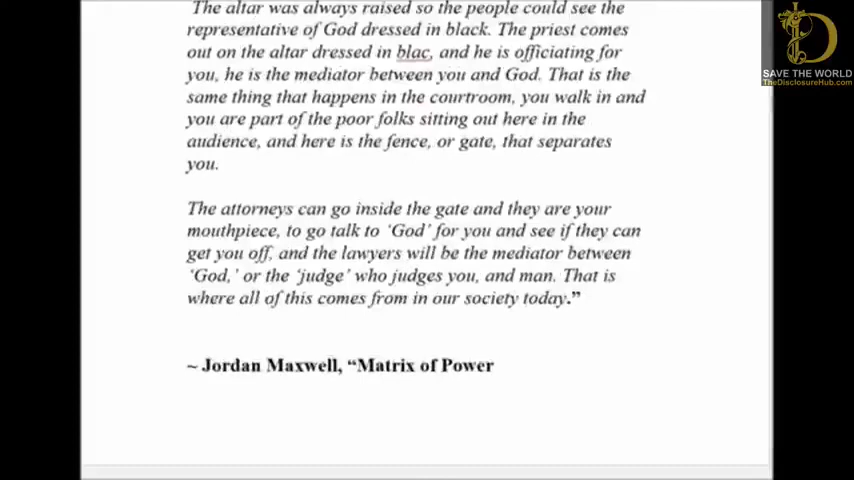 The altar was always raised so the people could see the
representative of God dressed in black. The priest comes
out on the altar dressed in blac, and he is officiating for
you, he is the mediator between you and God. That is the
same thing that happens in the courtroom, you walk in and
you are part of the poor folks sitting out here in the
audience, and here is the fence, or gate, that separates
you.
The attorneys can go inside the gate and they are your
mouthpiece, to go talk to ‘God’ for you and see if they can
get you off, and the lawyers will be the mediator between
‘God,’ or the ‘judge’ who judges you, and man. That is
where all of this comes from in our society today.”
~ Jordan Maxwell, “Matrix of Power
D
SAVE THE WORLD
TheDisclosureHub.com